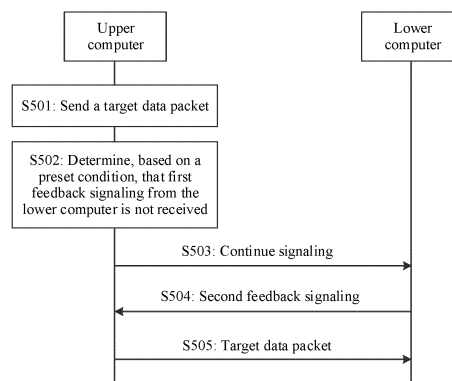 Upper
computer
Lower
computer
S501: Send a target data packet
S502: Determine, based on a
preset condition, that first
feedback signaling from the
lower computer is not received
S503: Continue signaling
S504: Second feedback signaling
S505: Target data packet